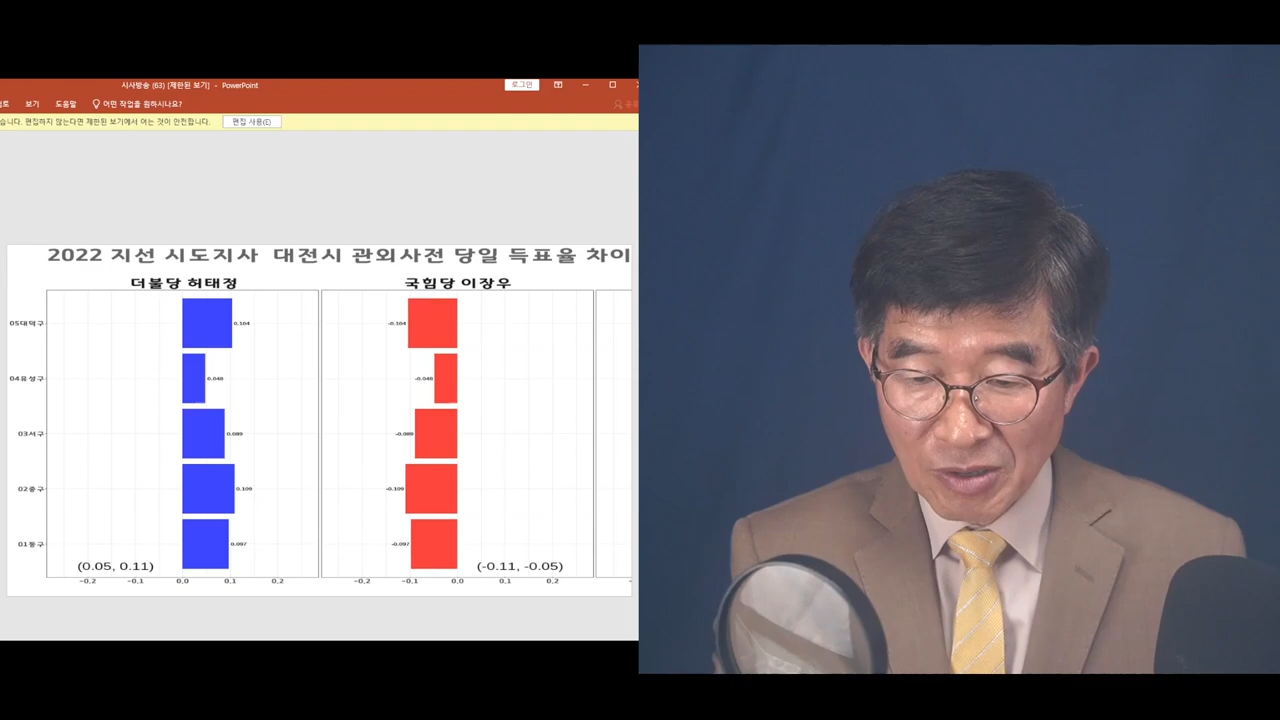 시사방송 (63) [제한된 보기] - PowerPoint
로그인
보기 도움말 어떤 작업을 원하시나요?
습니다. 편집하지 않는다면 제한된 보기에서 여는 것이 안전합니다. 편집 사용(E)
2022 지선 시도지사 대전시 관외사전 당일 득표율 차이
더불당 허태정
국힘당 이장우
05대덕구 0.104 -0.104
04유성구 0.048 -0.048
03서구 0.089 -0.089
02중구 0.109 -0.109
01동구 0.097 -0.097
(0.05, 0.11) (-0.11, -0.05)
-0.2 -0.1 0.0 0.1 0.2 -0.2 -0.1 0.0 0.1 0.2